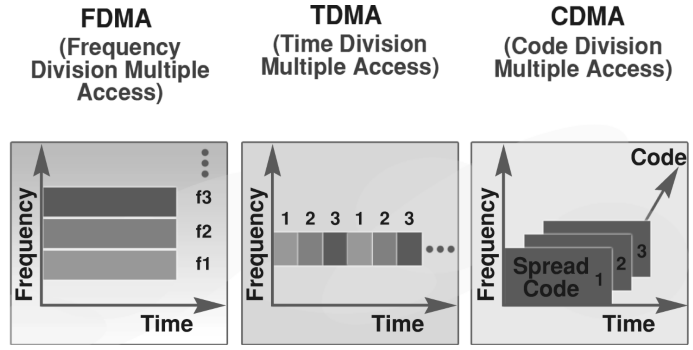 FDMA
(Frequency
Division Multiple
Access)
TDMA
(Time Division
Multiple Access)
CDMA
(Code Division
Multiple Access)
Frequency
f3
f2
f1
Time
Frequency
1 2 3 1 2 3
Time
Frequency
Code
Spread
Code 1
2
3
Time